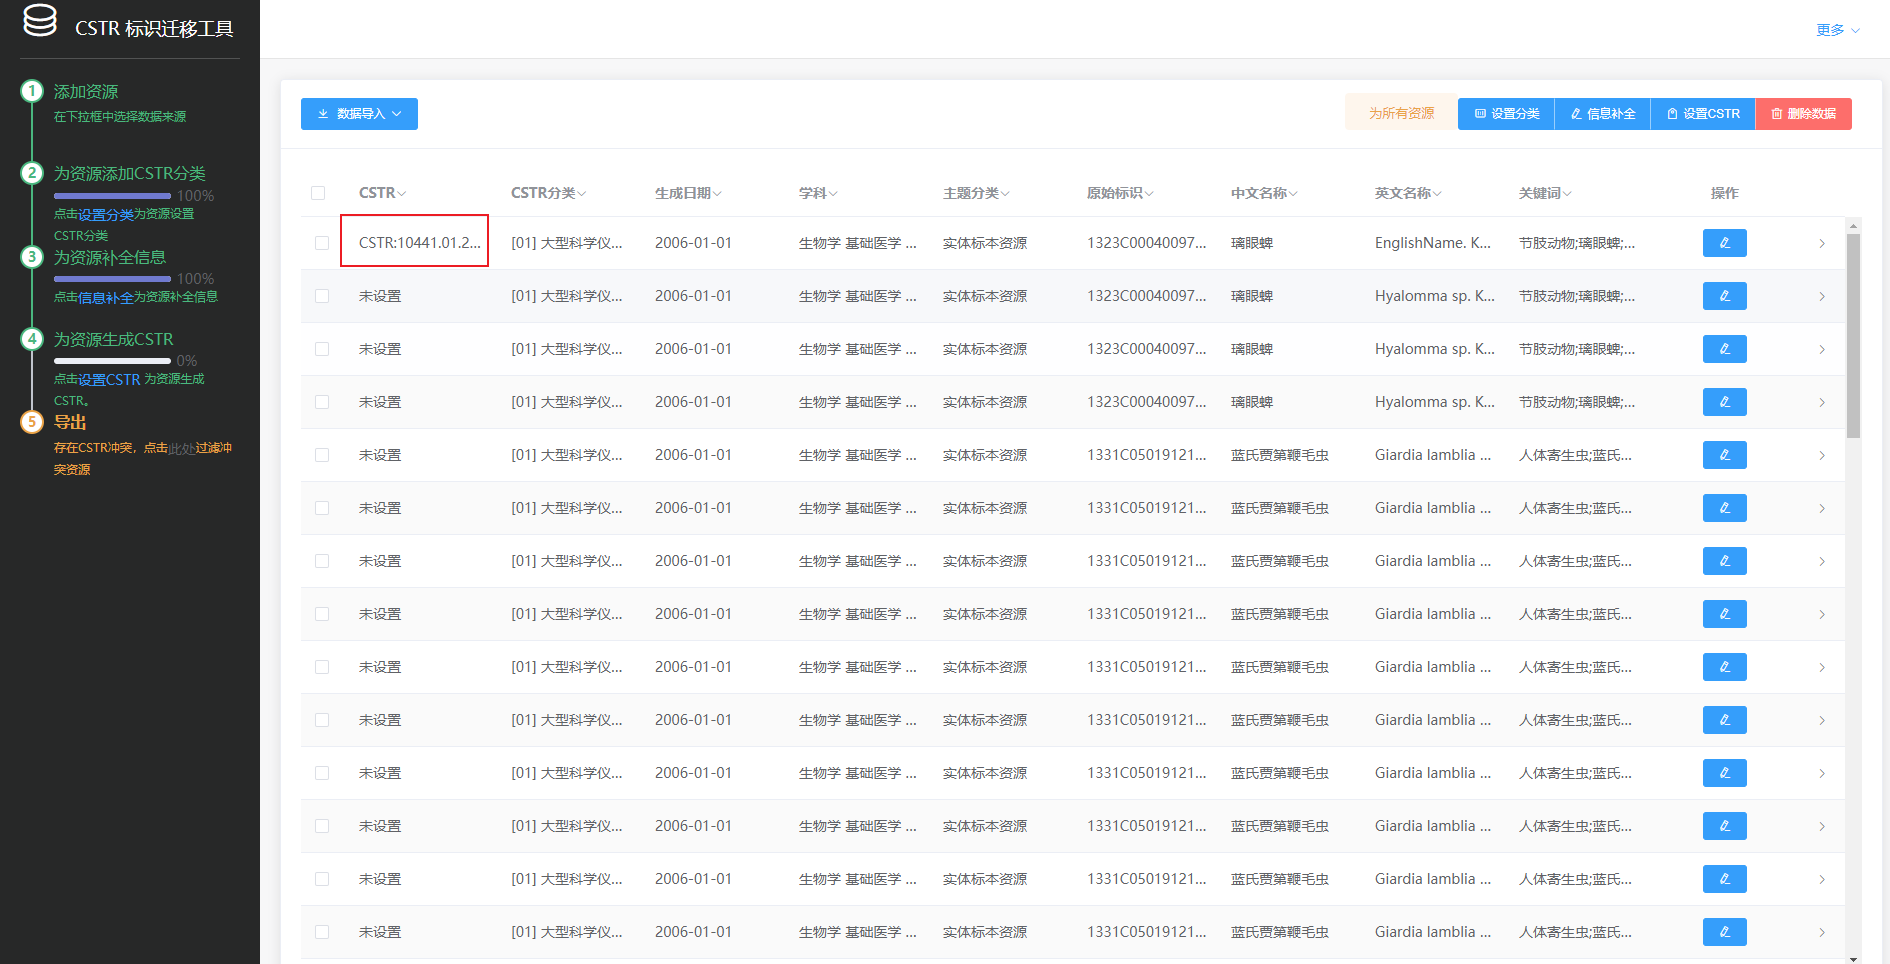 CSTR 标识迁移工具
1 添加资源
在下拉框中选择数据来源
2 为资源添加CSTR分类
100%
点击设置分类为资源设置
CSTR分类
3 为资源补全信息
100%
点击信息补全为资源补全信息
4 为资源生成CSTR
0%
点击设置CSTR 为资源生成
CSTR。
5 导出
存在CSTR冲突，点击此处过滤冲
突资源
更多
数据导入 为所有资源 设置分类 信息补全 设置CSTR 删除数据
CSTR CSTR分类 生成日期 学科 主题分类 原始标识 中文名称 英文名称 关键词 操作
CSTR:10441.01.2... [01] 大型科学仪... 2006-01-01 生物学 基础医学 ... 实体标本资源 1323C00040097... 璃眼蜱 EnglishName. K... 节肢动物;璃眼蜱;...
未设置 [01] 大型科学仪... 2006-01-01 生物学 基础医学 ... 实体标本资源 1323C00040097... 璃眼蜱 Hyalomma sp. K... 节肢动物;璃眼蜱;...
未设置 [01] 大型科学仪... 2006-01-01 生物学 基础医学 ... 实体标本资源 1323C00040097... 璃眼蜱 Hyalomma sp. K... 节肢动物;璃眼蜱;...
未设置 [01] 大型科学仪... 2006-01-01 生物学 基础医学 ... 实体标本资源 1323C00040097... 璃眼蜱 Hyalomma sp. K... 节肢动物;璃眼蜱;...
未设置 [01] 大型科学仪... 2006-01-01 生物学 基础医学 ... 实体标本资源 1331C05019121... 蓝氏贾第鞭毛虫 Giardia lamblia ... 人体寄生虫;蓝氏...
未设置 [01] 大型科学仪... 2006-01-01 生物学 基础医学 ... 实体标本资源 1331C05019121... 蓝氏贾第鞭毛虫 Giardia lamblia ... 人体寄生虫;蓝氏...
未设置 [01] 大型科学仪... 2006-01-01 生物学 基础医学 ... 实体标本资源 1331C05019121... 蓝氏贾第鞭毛虫 Giardia lamblia ... 人体寄生虫;蓝氏...
未设置 [01] 大型科学仪... 2006-01-01 生物学 基础医学 ... 实体标本资源 1331C05019121... 蓝氏贾第鞭毛虫 Giardia lamblia ... 人体寄生虫;蓝氏...
未设置 [01] 大型科学仪... 2006-01-01 生物学 基础医学 ... 实体标本资源 1331C05019121... 蓝氏贾第鞭毛虫 Giardia lamblia ... 人体寄生虫;蓝氏...
未设置 [01] 大型科学仪... 2006-01-01 生物学 基础医学 ... 实体标本资源 1331C05019121... 蓝氏贾第鞭毛虫 Giardia lamblia ... 人体寄生虫;蓝氏...
未设置 [01] 大型科学仪... 2006-01-01 生物学 基础医学 ... 实体标本资源 1331C05019121... 蓝氏贾第鞭毛虫 Giardia lamblia ... 人体寄生虫;蓝氏...
未设置 [01] 大型科学仪... 2006-01-01 生物学 基础医学 ... 实体标本资源 1331C05019121... 蓝氏贾第鞭毛虫 Giardia lamblia ... 人体寄生虫;蓝氏...
未设置 [01] 大型科学仪... 2006-01-01 生物学 基础医学 ... 实体标本资源 1331C05019121... 蓝氏贾第鞭毛虫 Giardia lamblia ... 人体寄生虫;蓝氏...
未设置 [01] 大型科学仪... 2006-01-01 生物学 基础医学 ... 实体标本资源 1331C05019121... 蓝氏贾第鞭毛虫 Giardia lamblia ... 人体寄生虫;蓝氏...